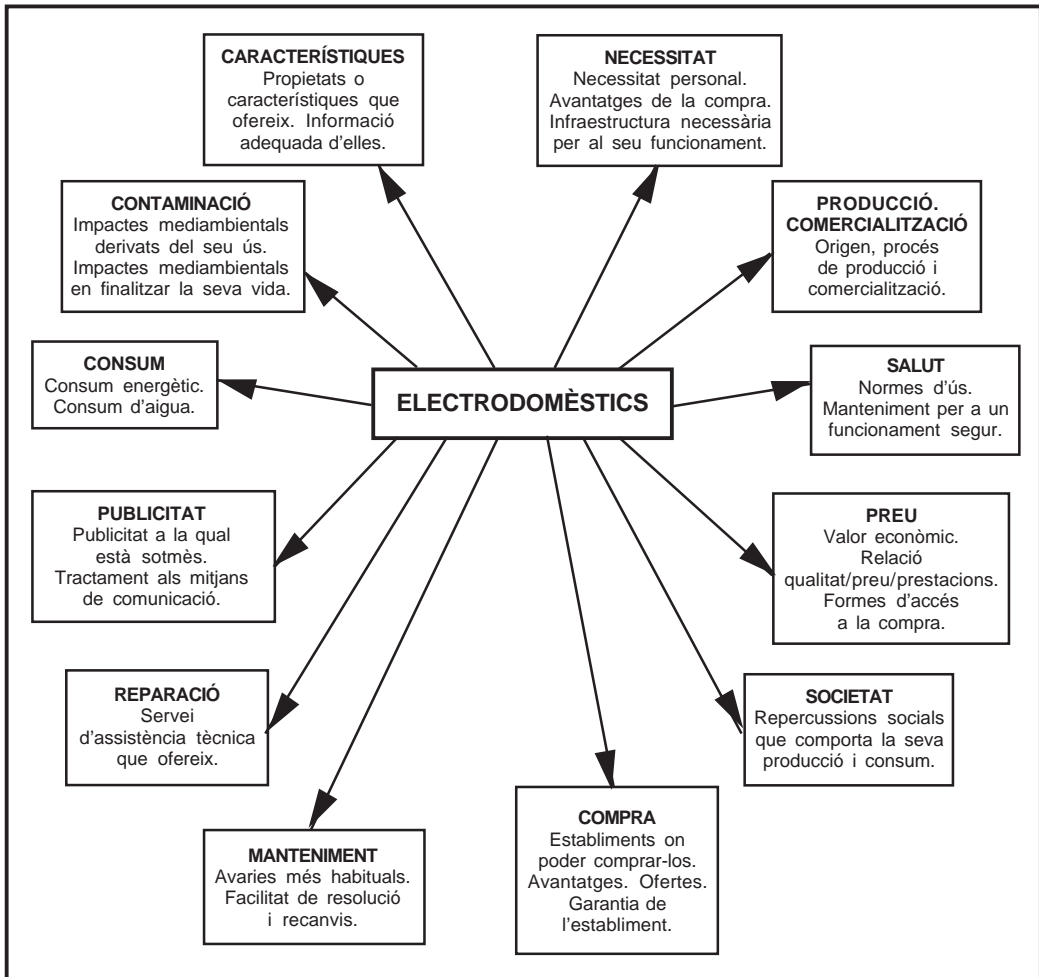 CARACTERÍSTIQUES
Propietats o
característiques que
ofereix. Informació
adequada d'elles.
NECESSITAT
Necessitat personal.
Avantatges de la compra.
Infraestructura necessària
per al seu funcionament.
CONTAMINACIÓ
Impactes mediambientals
derivats del seu ús.
Impactes mediambientals
en finalitzar la seva vida.
PRODUCCIÓ.
COMERCIALITZACIÓ
Origen, procés
de producció i
comercialització.
CONSUM
Consum energètic.
Consum d'aigua.
ELECTRODOMÈSTICS
SALUT
Normes d'ús.
Manteniment per a un
funcionament segur.
PUBLICITAT
Publicitat a la qual
està sotmès.
Tractament als mitjans
de comunicació.
PREU
Valor econòmic.
Relació
qualitat/preu/prestacions.
Formes d'accés
a la compra.
REPARACIÓ
Servei
d'assistència tècnica
que ofereix.
SOCIETAT
Repercussions socials
que comporta la seva
producció i consum.
MANTENIMENT
Avaries més habituals.
Facilitat de resolució
i recanvis.
COMPRA
Establiments on
poder comprar-los.
Avantatges. Ofertes.
Garantia de
l'establiment.